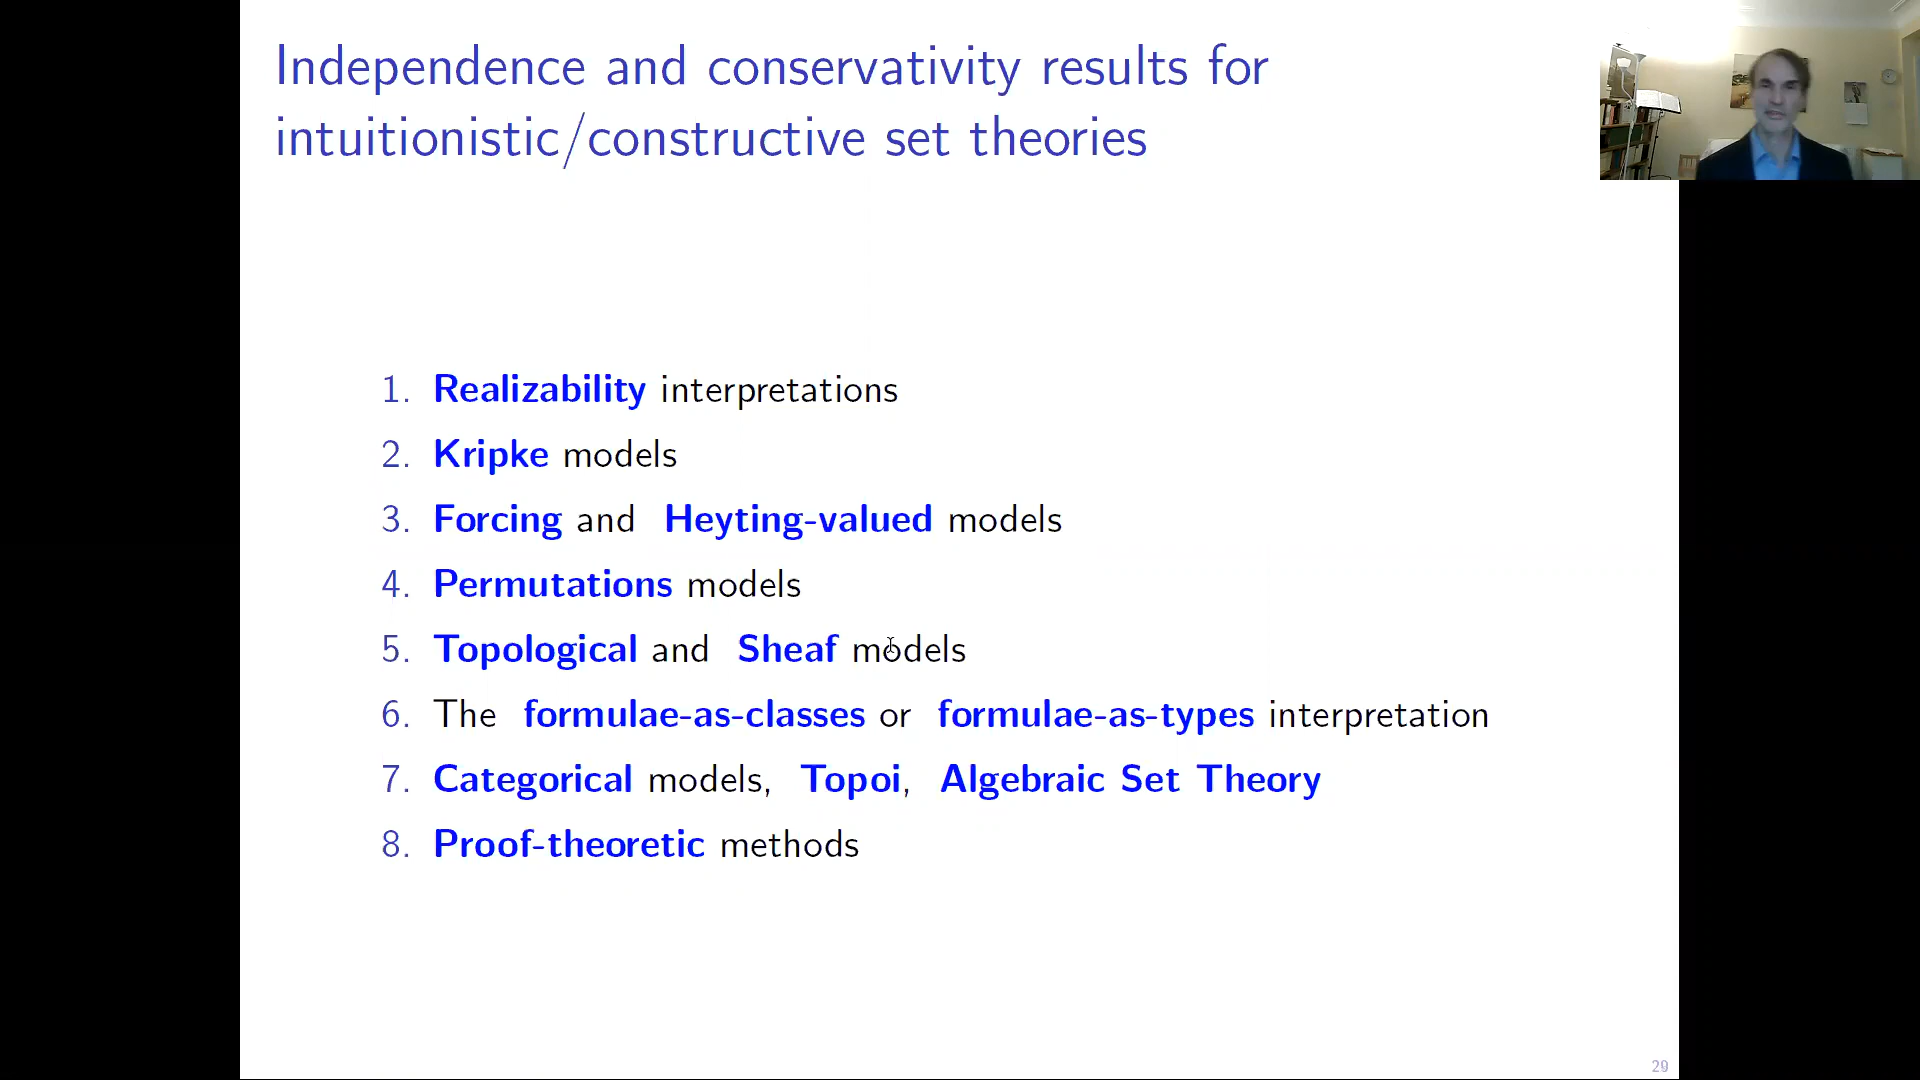 Independence and conservativity results for
intuitionistic/constructive set theories
1. Realizability interpretations
2. Kripke models
3. Forcing and Heyting-valued models
4. Permutations models
5. Topological and Sheaf models
6. The formulae-as-classes or formulae-as-types interpretation
7. Categorical models, Topoi, Algebraic Set Theory
8. Proof-theoretic methods
29